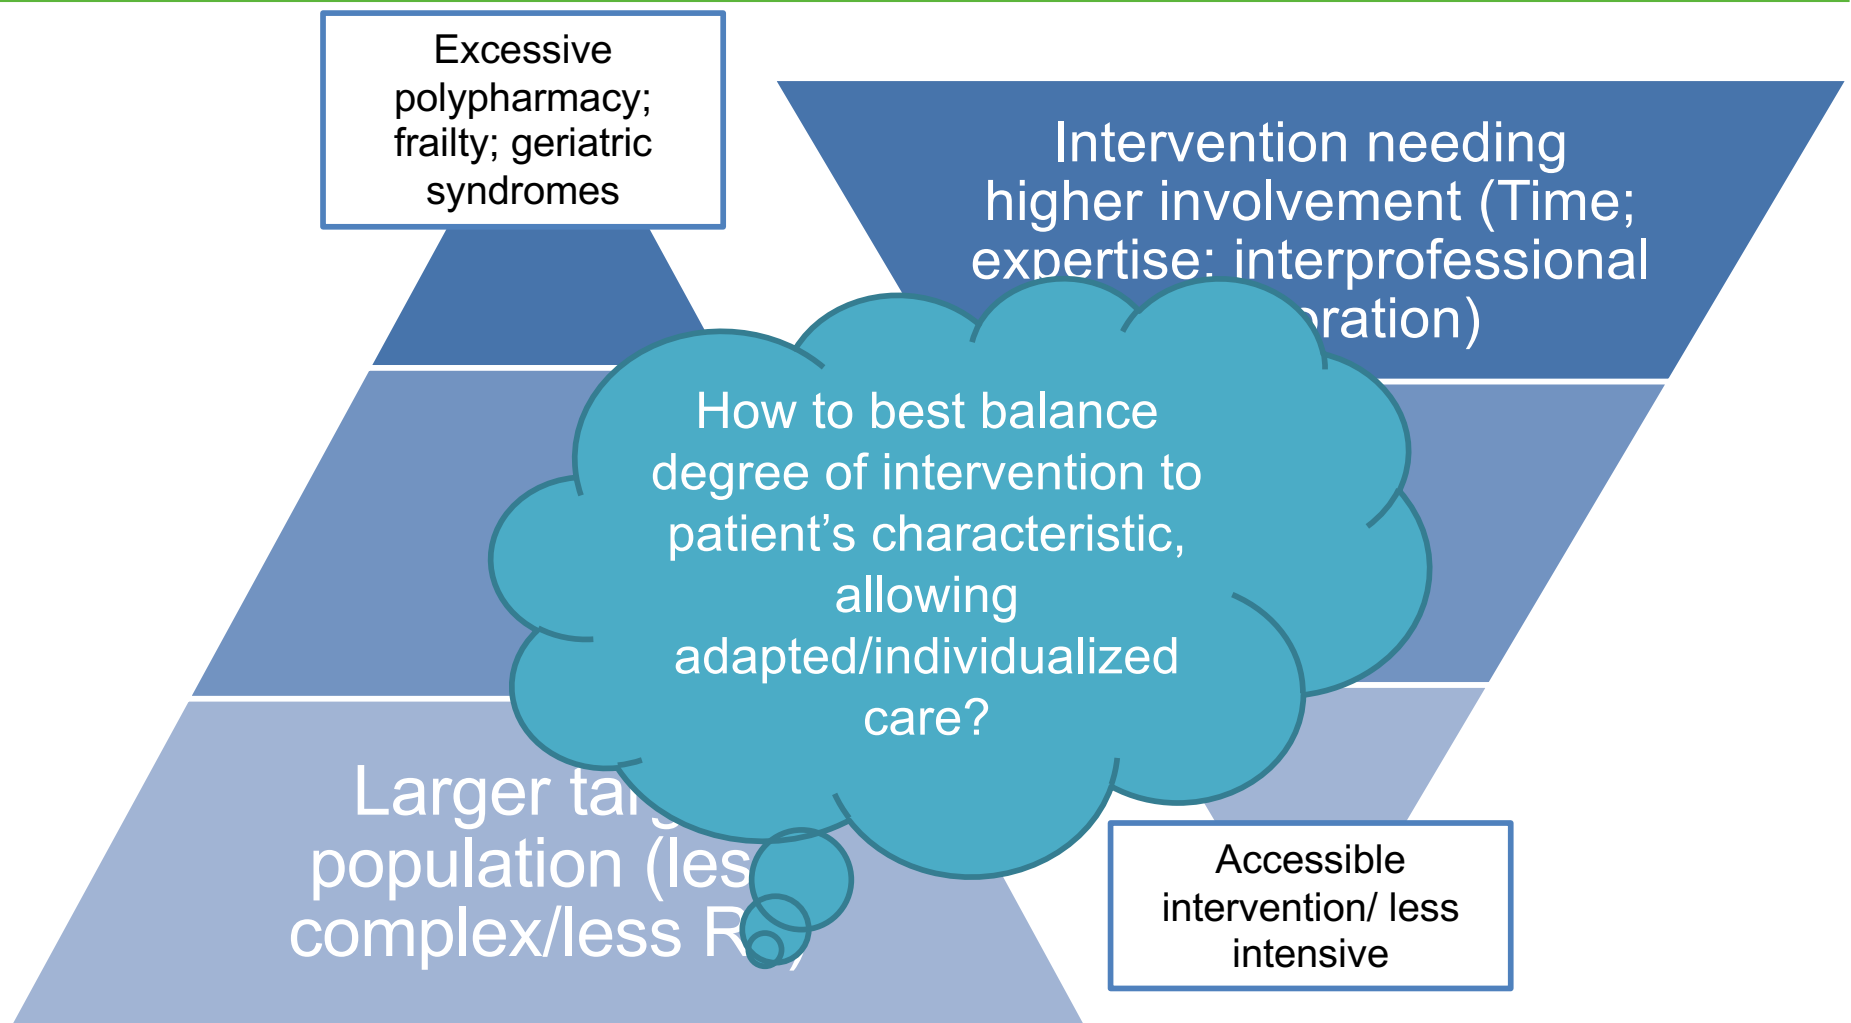 Excessive
polypharmacy;
frailty; geriatric
syndromes
Intervention needing
higher involvement (Time;
expertise; interprofessional
oration)
How to best balance
degree of intervention to
patient’s characteristic,
allowing
adapted/individualized
care?
Larger
population
complex/less
Accessible
intervention/ less
intensive